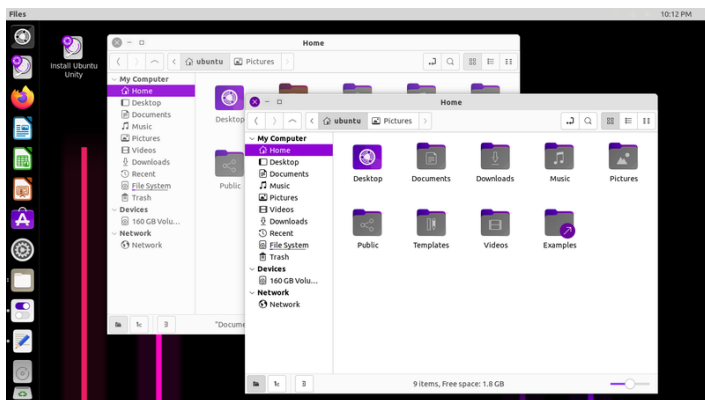 Files
10:12 PM
Install Ubuntu
Unity
Home
ubuntu
Pictures
My Computer
Home
Desktop
Documents
Music
Pictures
Videos
Downloads
Recent
File System
Trash
Devices
160 GB Volu...
Network
Network
Desktop
Public
"Docume
Home
ubuntu
Pictures
My Computer
Home
Desktop
Documents
Music
Pictures
Videos
Downloads
Recent
File System
Trash
Devices
160 GB Volu...
Network
Network
Desktop
Documents
Downloads
Music
Pictures
Public
Templates
Videos
Examples
9 items, Free space: 1.8 GB